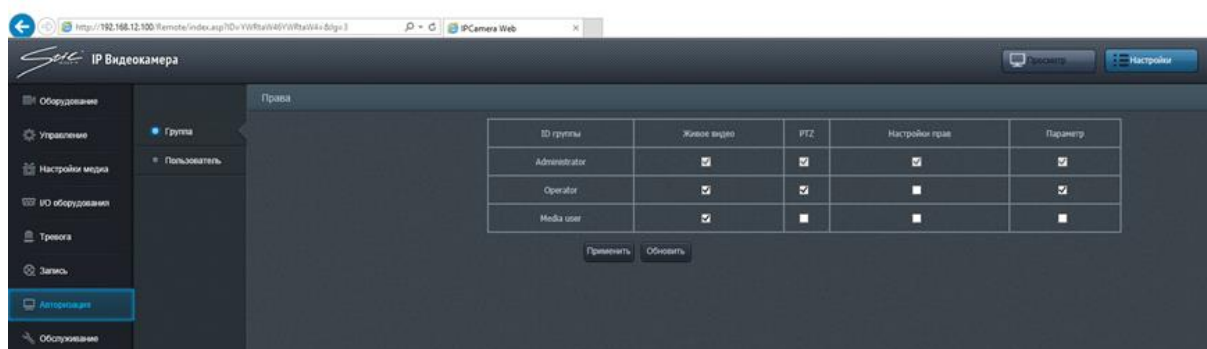 IPCamera Web
IP Видеокамера
Просмотр
Настройки
Оборудование
Управление
Настройки медиа
I/O оборудования
Тревога
Запись
Авторизация
Обслуживание
Группа
Пользователь
Права
ID группы Живое видео PTZ Настройки прав Параметр
Administrator
Operator
Media user
Применить Обновить